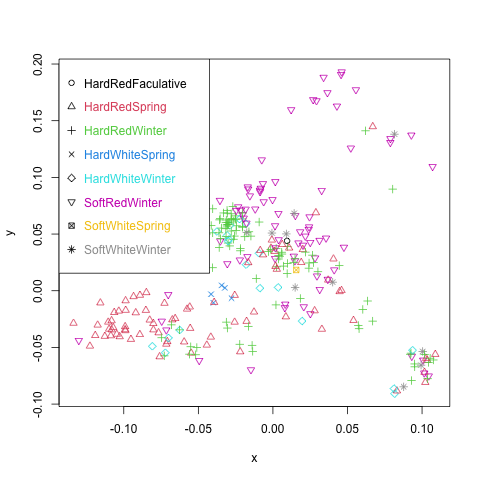 HardRedFaculative
HardRedSpring
HardRedWinter
HardWhiteSpring
HardWhiteWinter
SoftRedWinter
SoftWhiteSpring
SoftWhiteWinter
0.20
0.15
0.10
0.05
0.00
-0.05
-0.10
y
-0.10 -0.05 0.00 0.05 0.10
x